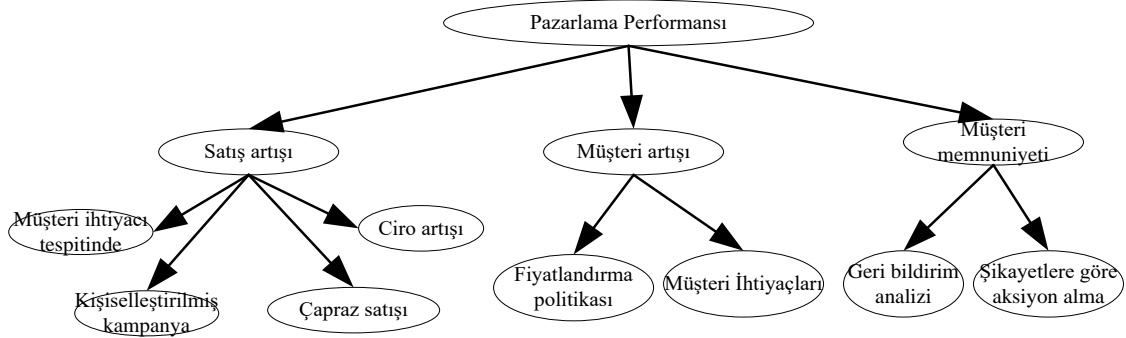 Pazarlama Performansı
Satış artışı
Müşteri artışı
Müşteri
memnuniyeti
Müşteri ihtiyacı
tespitinde
Ciro artışı
Kişiselleştirilmiş
kampanya
Çapraz satışı
Fiyatlandırma
politikası
Müşteri İhtiyaçları
Geri bildirim
analizi
Şikayetlere göre
aksiyon alma